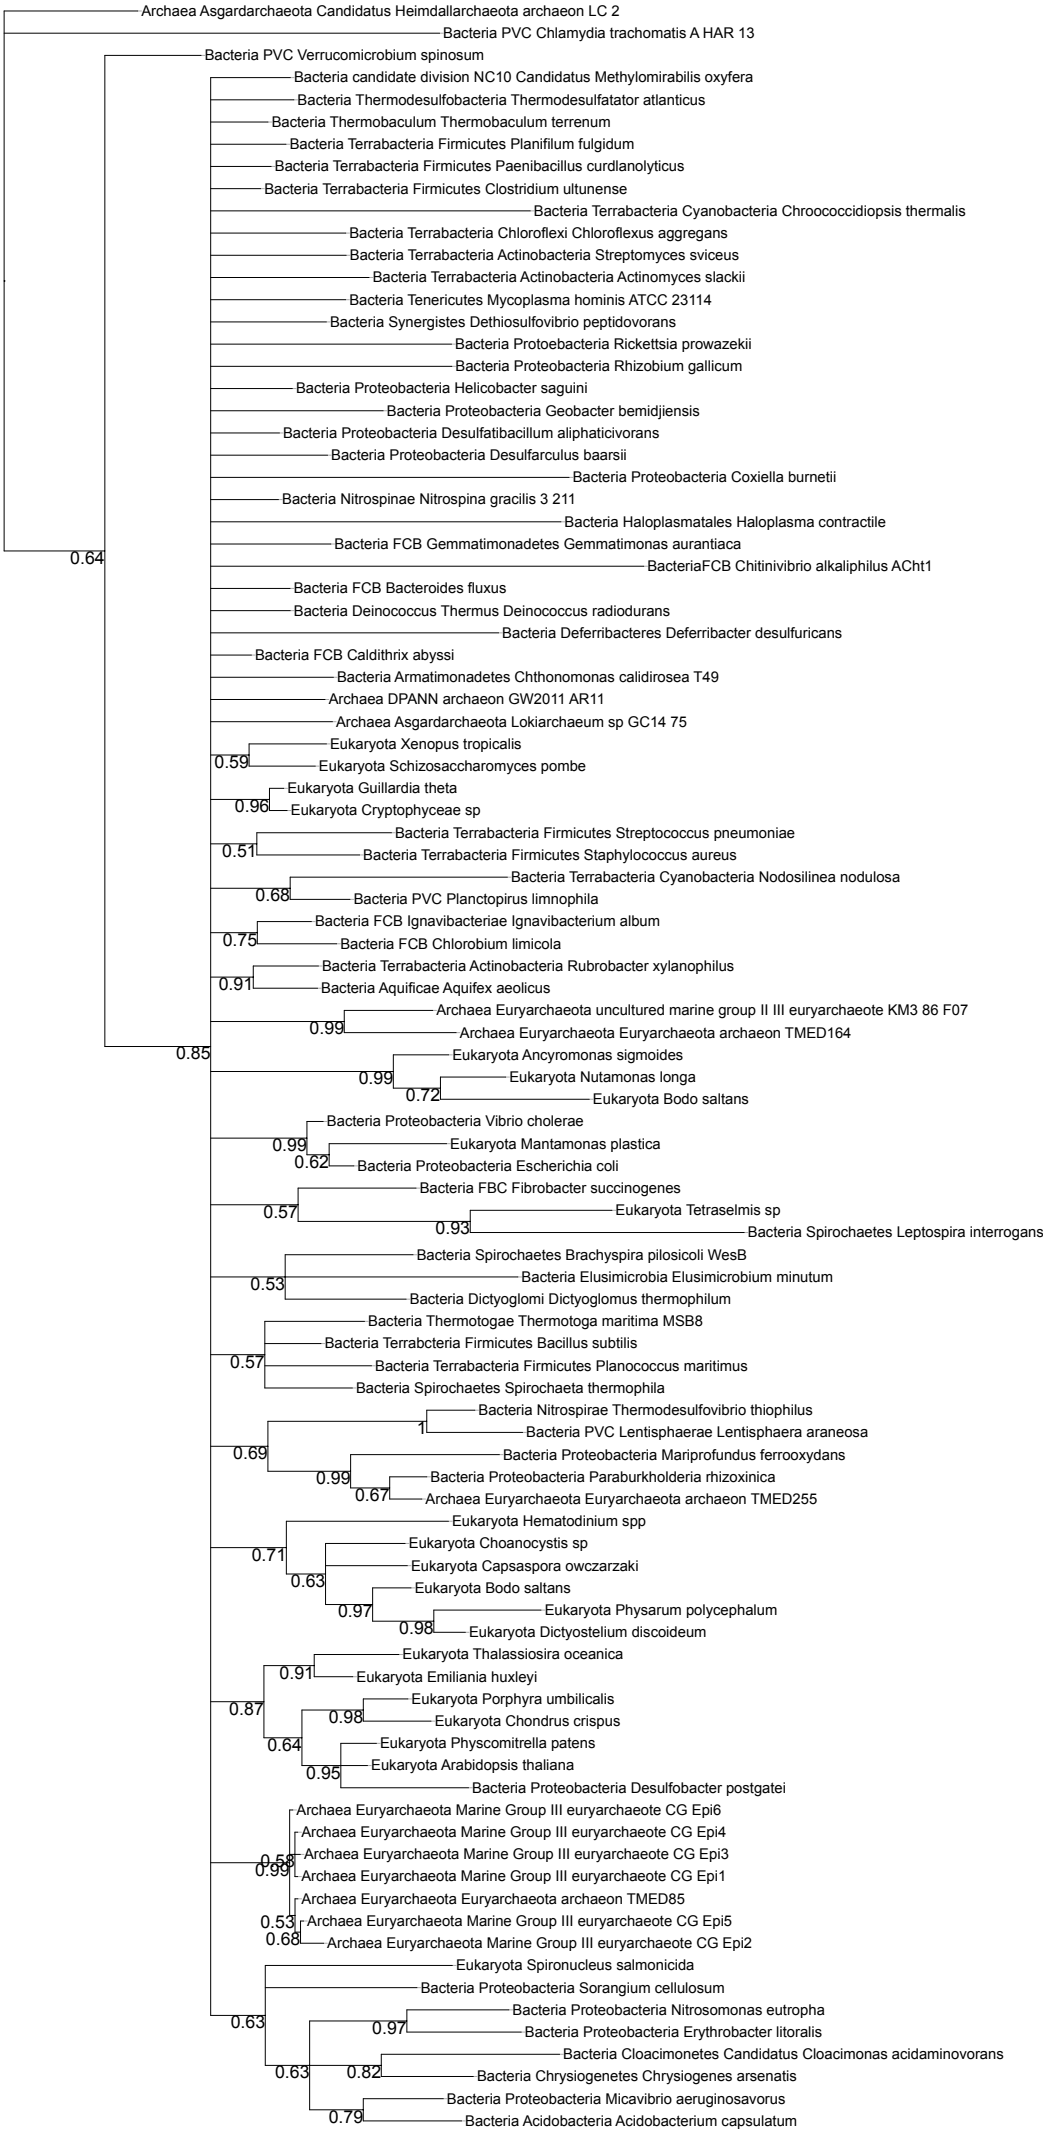 Archaea Asgardarchaeota Candidatus Heimdallarchaeota archaeon LC 2
Bacteria PVC Chlamydia trachomatis A HAR 13
Bacteria PVC Verrucomicrobium spinosum
Bacteria candidate division NC10 Candidatus Methylomirabilis oxyfera
Bacteria Thermodesulfobacteria Thermodesulfatator atlanticus
Bacteria Thermobaculum Thermobaculum terrenum
Bacteria Terrabacteria Firmicutes Planifilum fulgidum
Bacteria Terrabacteria Firmicutes Paenibacillus curdlanolyticus
Bacteria Terrabacteria Firmicutes Clostridium ultunense
Bacteria Terrabacteria Cyanobacteria Chroococcidiopsis thermalis
Bacteria Terrabacteria Chloroflexi Chloroflexus aggregans
Bacteria Terrabacteria Actinobacteria Streptomyces sviceus
Bacteria Terrabacteria Actinobacteria Actinomyces slackii
Bacteria Tenericutes Mycoplasma hominis ATCC 23114
Bacteria Synergistes Dethiosulfovibrio peptidovorans
Bacteria Protoebacteria Rickettsia prowazekii
Bacteria Proteobacteria Rhizobium gallicum
Bacteria Proteobacteria Helicobacter saguini
Bacteria Proteobacteria Geobacter bemidjiensis
Bacteria Proteobacteria Desulfatibacillum aliphaticivorans
Bacteria Proteobacteria Desulfarculus baarsii
Bacteria Proteobacteria Coxiella burnetii
Bacteria Nitrospinae Nitrospina gracilis 3 211
Bacteria Haloplasmatales Haloplasma contractile
Bacteria FCB Gemmatimonadetes Gemmatimonas aurantiaca
0.64
BacteriaFCB Chitinivibrio alkaliphilus ACht1
Bacteria FCB Bacteroides fluxus
Bacteria Deinococcus Thermus Deinococcus radiodurans
Bacteria Deferribacteres Deferribacter desulfuricans
Bacteria FCB Caldithrix abyssi
Bacteria Armatimonadetes Chthonomonas calidirosea T49
Archaea DPANN archaeon GW2011 AR11
Archaea Asgardarchaeota Lokiarchaeum sp GC14 75
Eukaryota Xenopus tropicalis
0.59
Eukaryota Schizosaccharomyces pombe
Eukaryota Guillardia theta
0.96
Eukaryota Cryptophyceae sp
Bacteria Terrabacteria Firmicutes Streptococcus pneumoniae
0.51
Bacteria Terrabacteria Firmicutes Staphylococcus aureus
Bacteria Terrabacteria Cyanobacteria Nodosilinea nodulosa
0.68
Bacteria PVC Planctopirus limnophila
Bacteria FCB Ignavibacteriae Ignavibacterium album
0.75
Bacteria FCB Chlorobium limicola
Bacteria Terrabacteria Actinobacteria Rubrobacter xylanophilus
0.91
Bacteria Aquificae Aquifex aeolicus
Archaea Euryarchaeota uncultured marine group II III euryarchaeote KM3 86 F07
0.99
Archaea Euryarchaeota Euryarchaeota archaeon TMED164
0.85
Eukaryota Ancyromonas sigmoides
0.99
Eukaryota Nutamonas longa
0.72
Eukaryota Bodo saltans
Bacteria Proteobacteria Vibrio cholerae
0.99
Eukaryota Mantamonas plastica
0.62
Bacteria Proteobacteria Escherichia coli
Bacteria FBC Fibrobacter succinogenes
0.57
Eukaryota Tetraselmis sp
0.93
Bacteria Spirochaetes Leptospira interrogans
Bacteria Spirochaetes Brachyspira pilosicoli WesB
0.53
Bacteria Elusimicrobia Elusimicrobium minutum
Bacteria Dictyoglomi Dictyoglomus thermophilum
Bacteria Thermotogae Thermotoga maritima MSB8
Bacteria Terrabcteria Firmicutes Bacillus subtilis
0.57
Bacteria Terrabacteria Firmicutes Planococcus maritimus
Bacteria Spirochaetes Spirochaeta thermophila
Bacteria Nitrospirae Thermodesulfovibrio thiophilus
1
Bacteria PVC Lentisphaerae Lentisphaera araneosa
0.69
Bacteria Proteobacteria Mariprofundus ferrooxydans
0.99
Bacteria Proteobacteria Paraburkholderia rhizoxinica
0.67
Archaea Euryarchaeota Euryarchaeota archaeon TMED255
Eukaryota Hematodinium spp
0.71
Eukaryota Choanocystis sp
Eukaryota Capsaspora owczarzaki
0.63
Eukaryota Bodo saltans
0.97
Eukaryota Physarum polycephalum
0.98
Eukaryota Dictyostelium discoideum
Eukaryota Thalassiosira oceanica
0.91
Eukaryota Emiliania huxleyi
0.87
Eukaryota Porphyra umbilicalis
0.98
Eukaryota Chondrus crispus
0.64
Eukaryota Physcomitrella patens
Eukaryota Arabidopsis thaliana
0.95
Bacteria Proteobacteria Desulfobacter postgatei
Archaea Euryarchaeota Marine Group III euryarchaeote CG Epi6
Archaea Euryarchaeota Marine Group III euryarchaeote CG Epi4
Archaea Euryarchaeota Marine Group III euryarchaeote CG Epi3
0.58
0.99
Archaea Euryarchaeota Marine Group III euryarchaeote CG Epi1
Archaea Euryarchaeota Euryarchaeota archaeon TMED85
0.53
Archaea Euryarchaeota Marine Group III euryarchaeote CG Epi5
0.68
Archaea Euryarchaeota Marine Group III euryarchaeote CG Epi2
Eukaryota Spironucleus salmonicida
Bacteria Proteobacteria Sorangium cellulosum
0.63
Bacteria Proteobacteria Nitrosomonas eutropha
0.97
Bacteria Proteobacteria Erythrobacter litoralis
Bacteria Cloacimonetes Candidatus Cloacimonas acidaminovorans
0.63
0.82
Bacteria Chrysiogenetes Chrysiogenes arsenatis
Bacteria Proteobacteria Micavibrio aeruginosavorus
0.79
Bacteria Acidobacteria Acidobacterium capsulatum